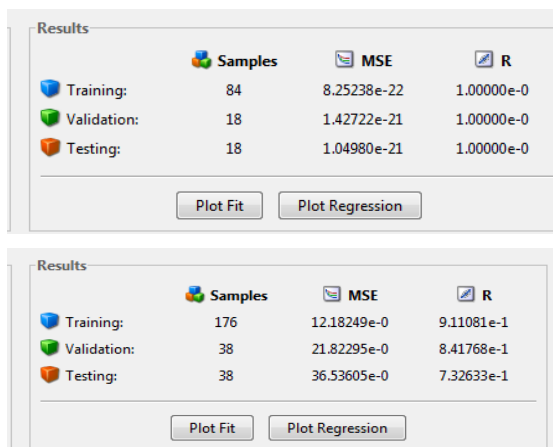 Results
Samples MSE R
Training: 84 8.25238e-22 1.00000e-0
Validation: 18 1.42722e-21 1.00000e-0
Testing: 18 1.04980e-21 1.00000e-0
Plot Fit Plot Regression
Results
Samples MSE R
Training: 176 12.18249e-0 9.11081e-1
Validation: 38 21.82295e-0 8.41768e-1
Testing: 38 36.53605e-0 7.32633e-1
Plot Fit Plot Regression